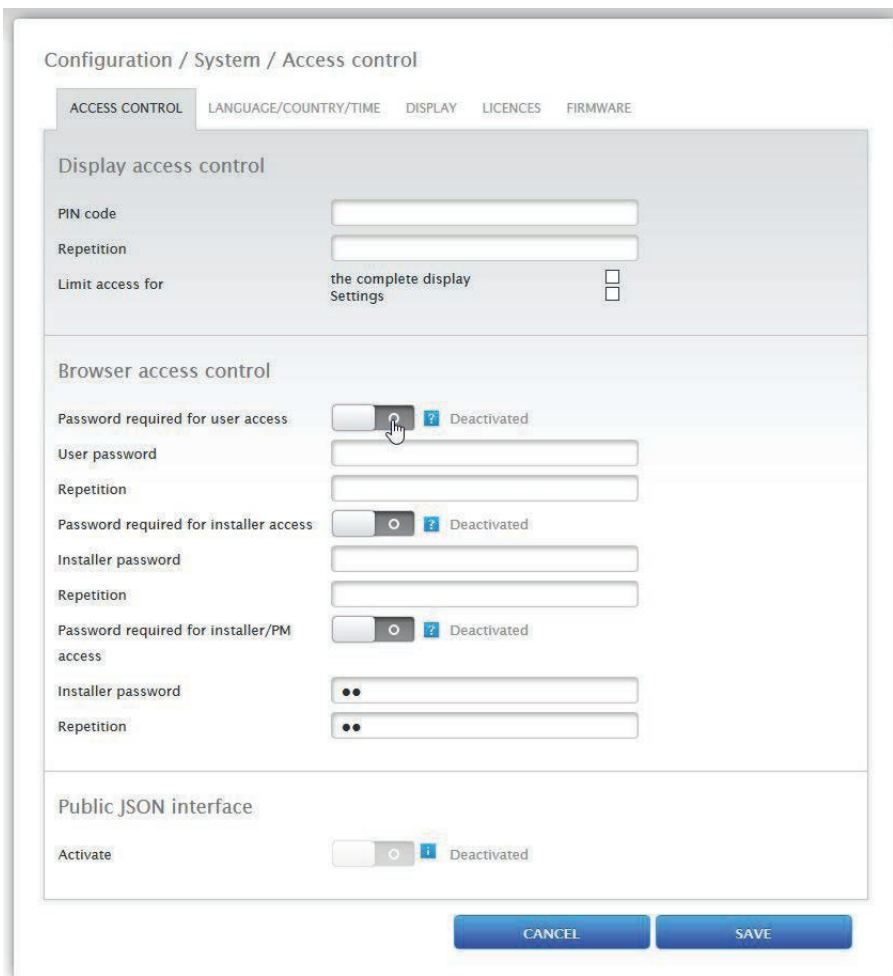 Configuration / System / Access control
ACCESS CONTROL LANGUAGE/COUNTRY/TIME DISPLAY LICENCES FIRMWARE
Display access control
PIN code
Repetition
Limit access for the complete display
Settings
Browser access control
Password required for user access ? Deactivated
User password
Repetition
Password required for installer access ? Deactivated
Installer password
Repetition
Password required for installer/PM ? Deactivated
access
Installer password ●●
Repetition ●●
Public JSON interface
Activate i Deactivated
CANCEL SAVE